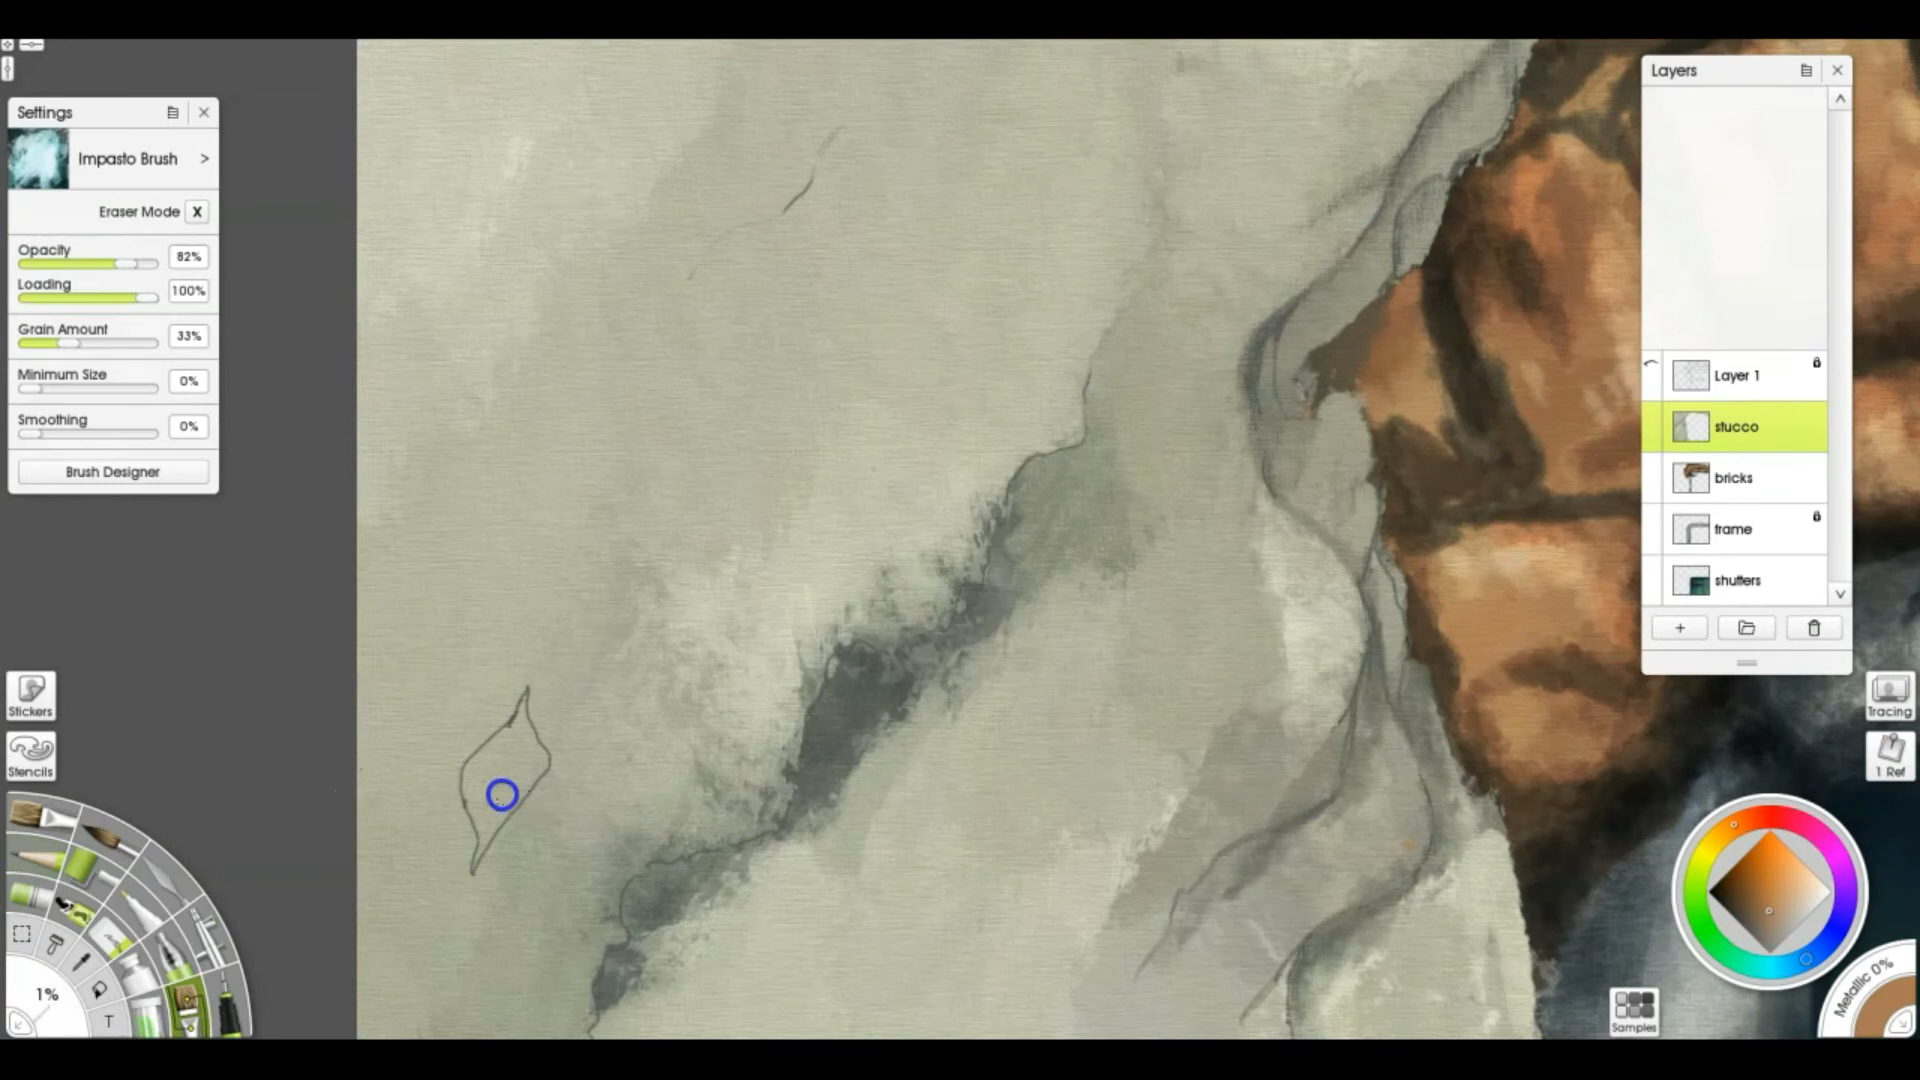 Settings
Impasto Brush >
Eraser Mode X
Opacity
82%
Loading
100%
Grain Amount
33%
Minimum Size
0%
Smoothing
0%
Brush Designer
Stickers
Stencils
1%
T
Layers
Layer 1
stucco
bricks
frame
shutters
+
Tracing
1 Ref
Metallic 0%
Samples